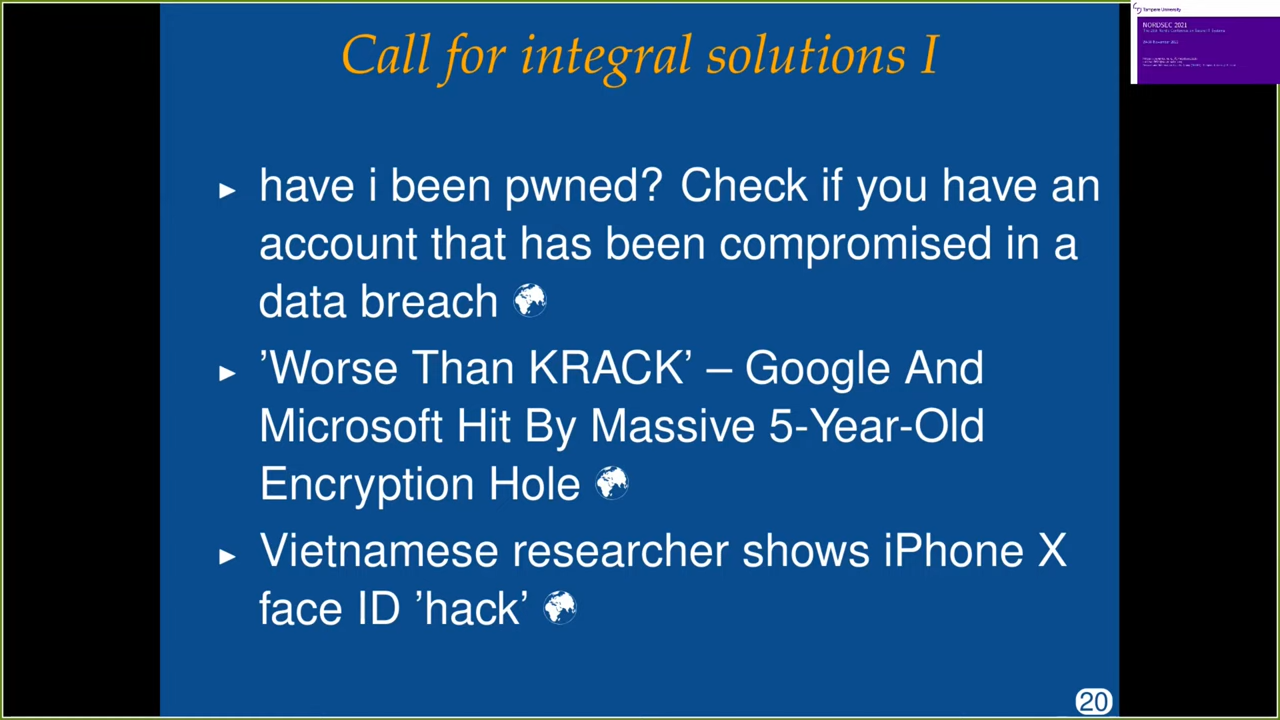 Call for integral solutions I
► have i been pwned? Check if you have an
account that has been compromised in a
data breach
► ’Worse Than KRACK’ – Google And
Microsoft Hit By Massive 5-Year-Old
Encryption Hole
► Vietnamese researcher shows iPhone X
face ID ’hack’
20
Tampere University
NORDSEC 2021